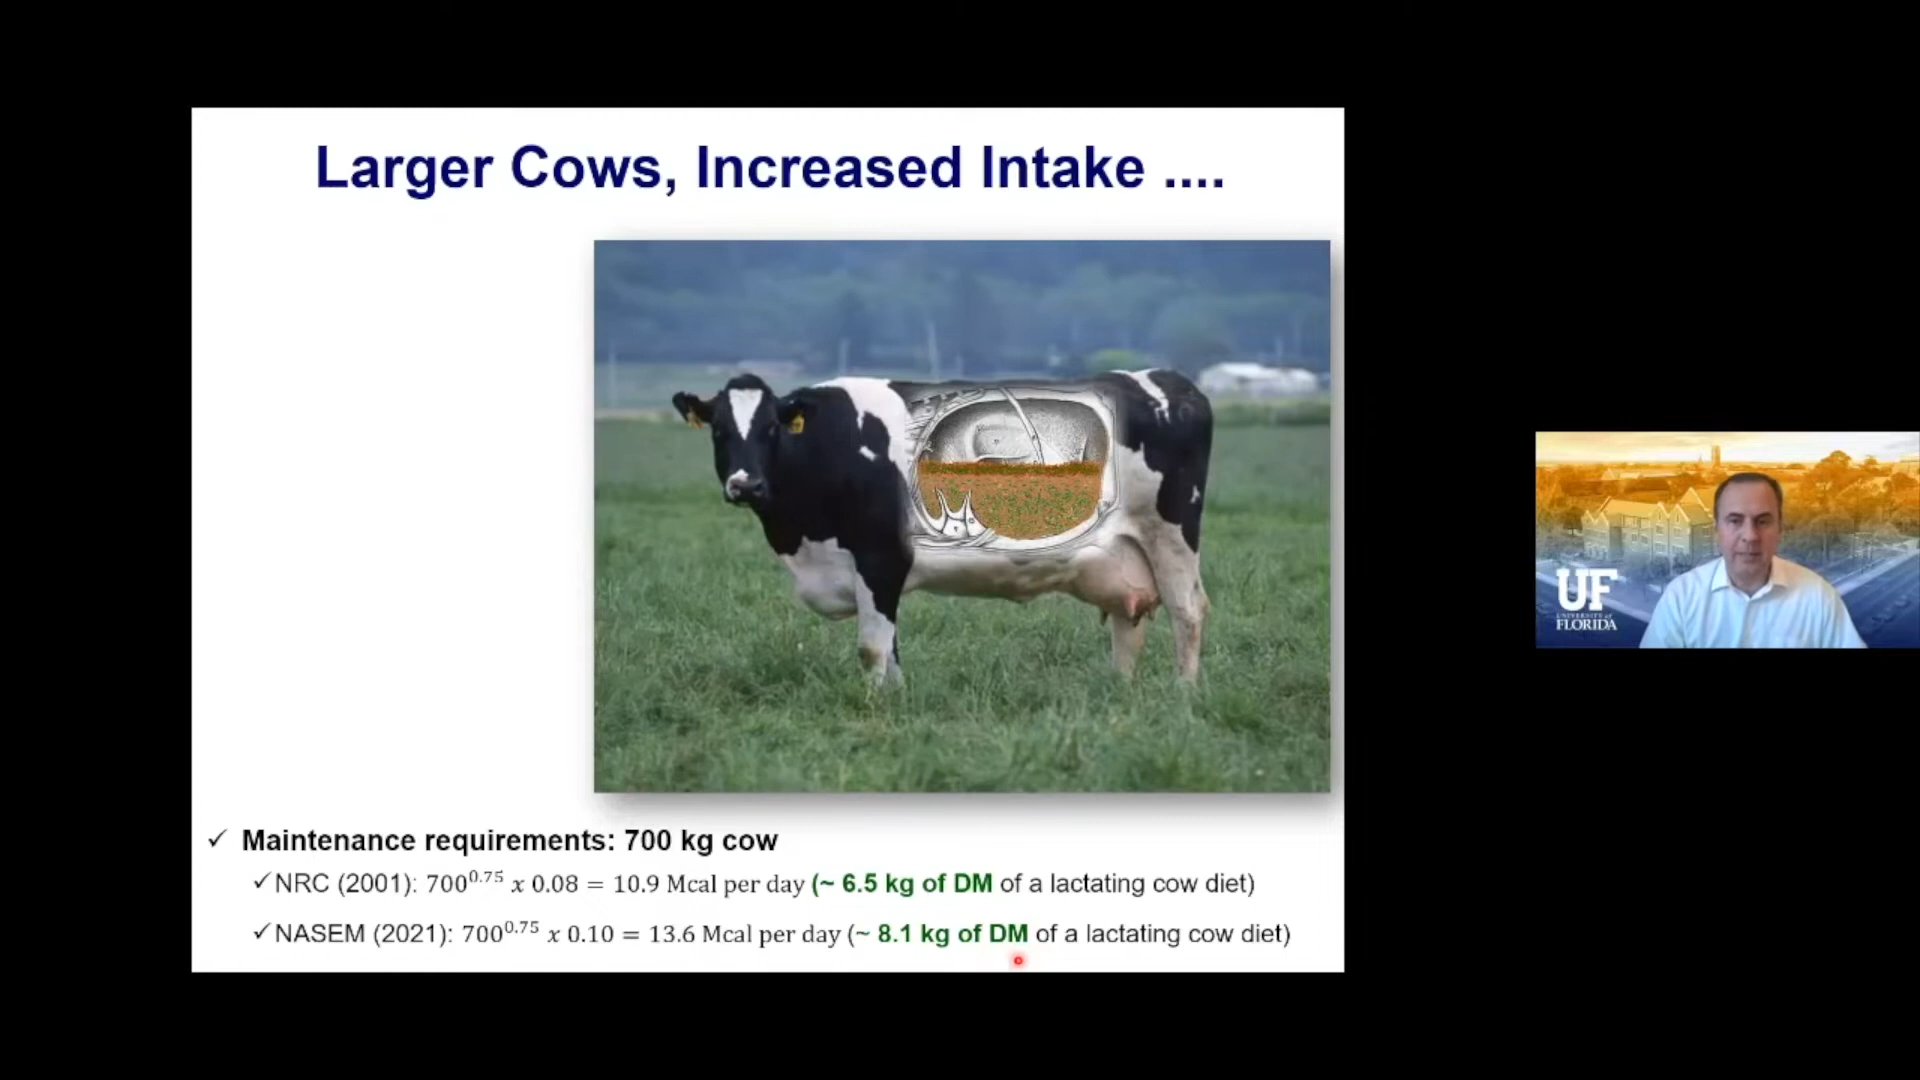 Larger Cows, Increased Intake ....
✓ Maintenance requirements: 700 kg cow
✓NRC (2001): 700^0.75 x 0.08 = 10.9 Mcal per day (~ 6.5 kg of DM of a lactating cow diet)
✓NASEM (2021): 700^0.75 x 0.10 = 13.6 Mcal per day (~ 8.1 kg of DM of a lactating cow diet)
UF
UNIVERSITY of
FLORIDA